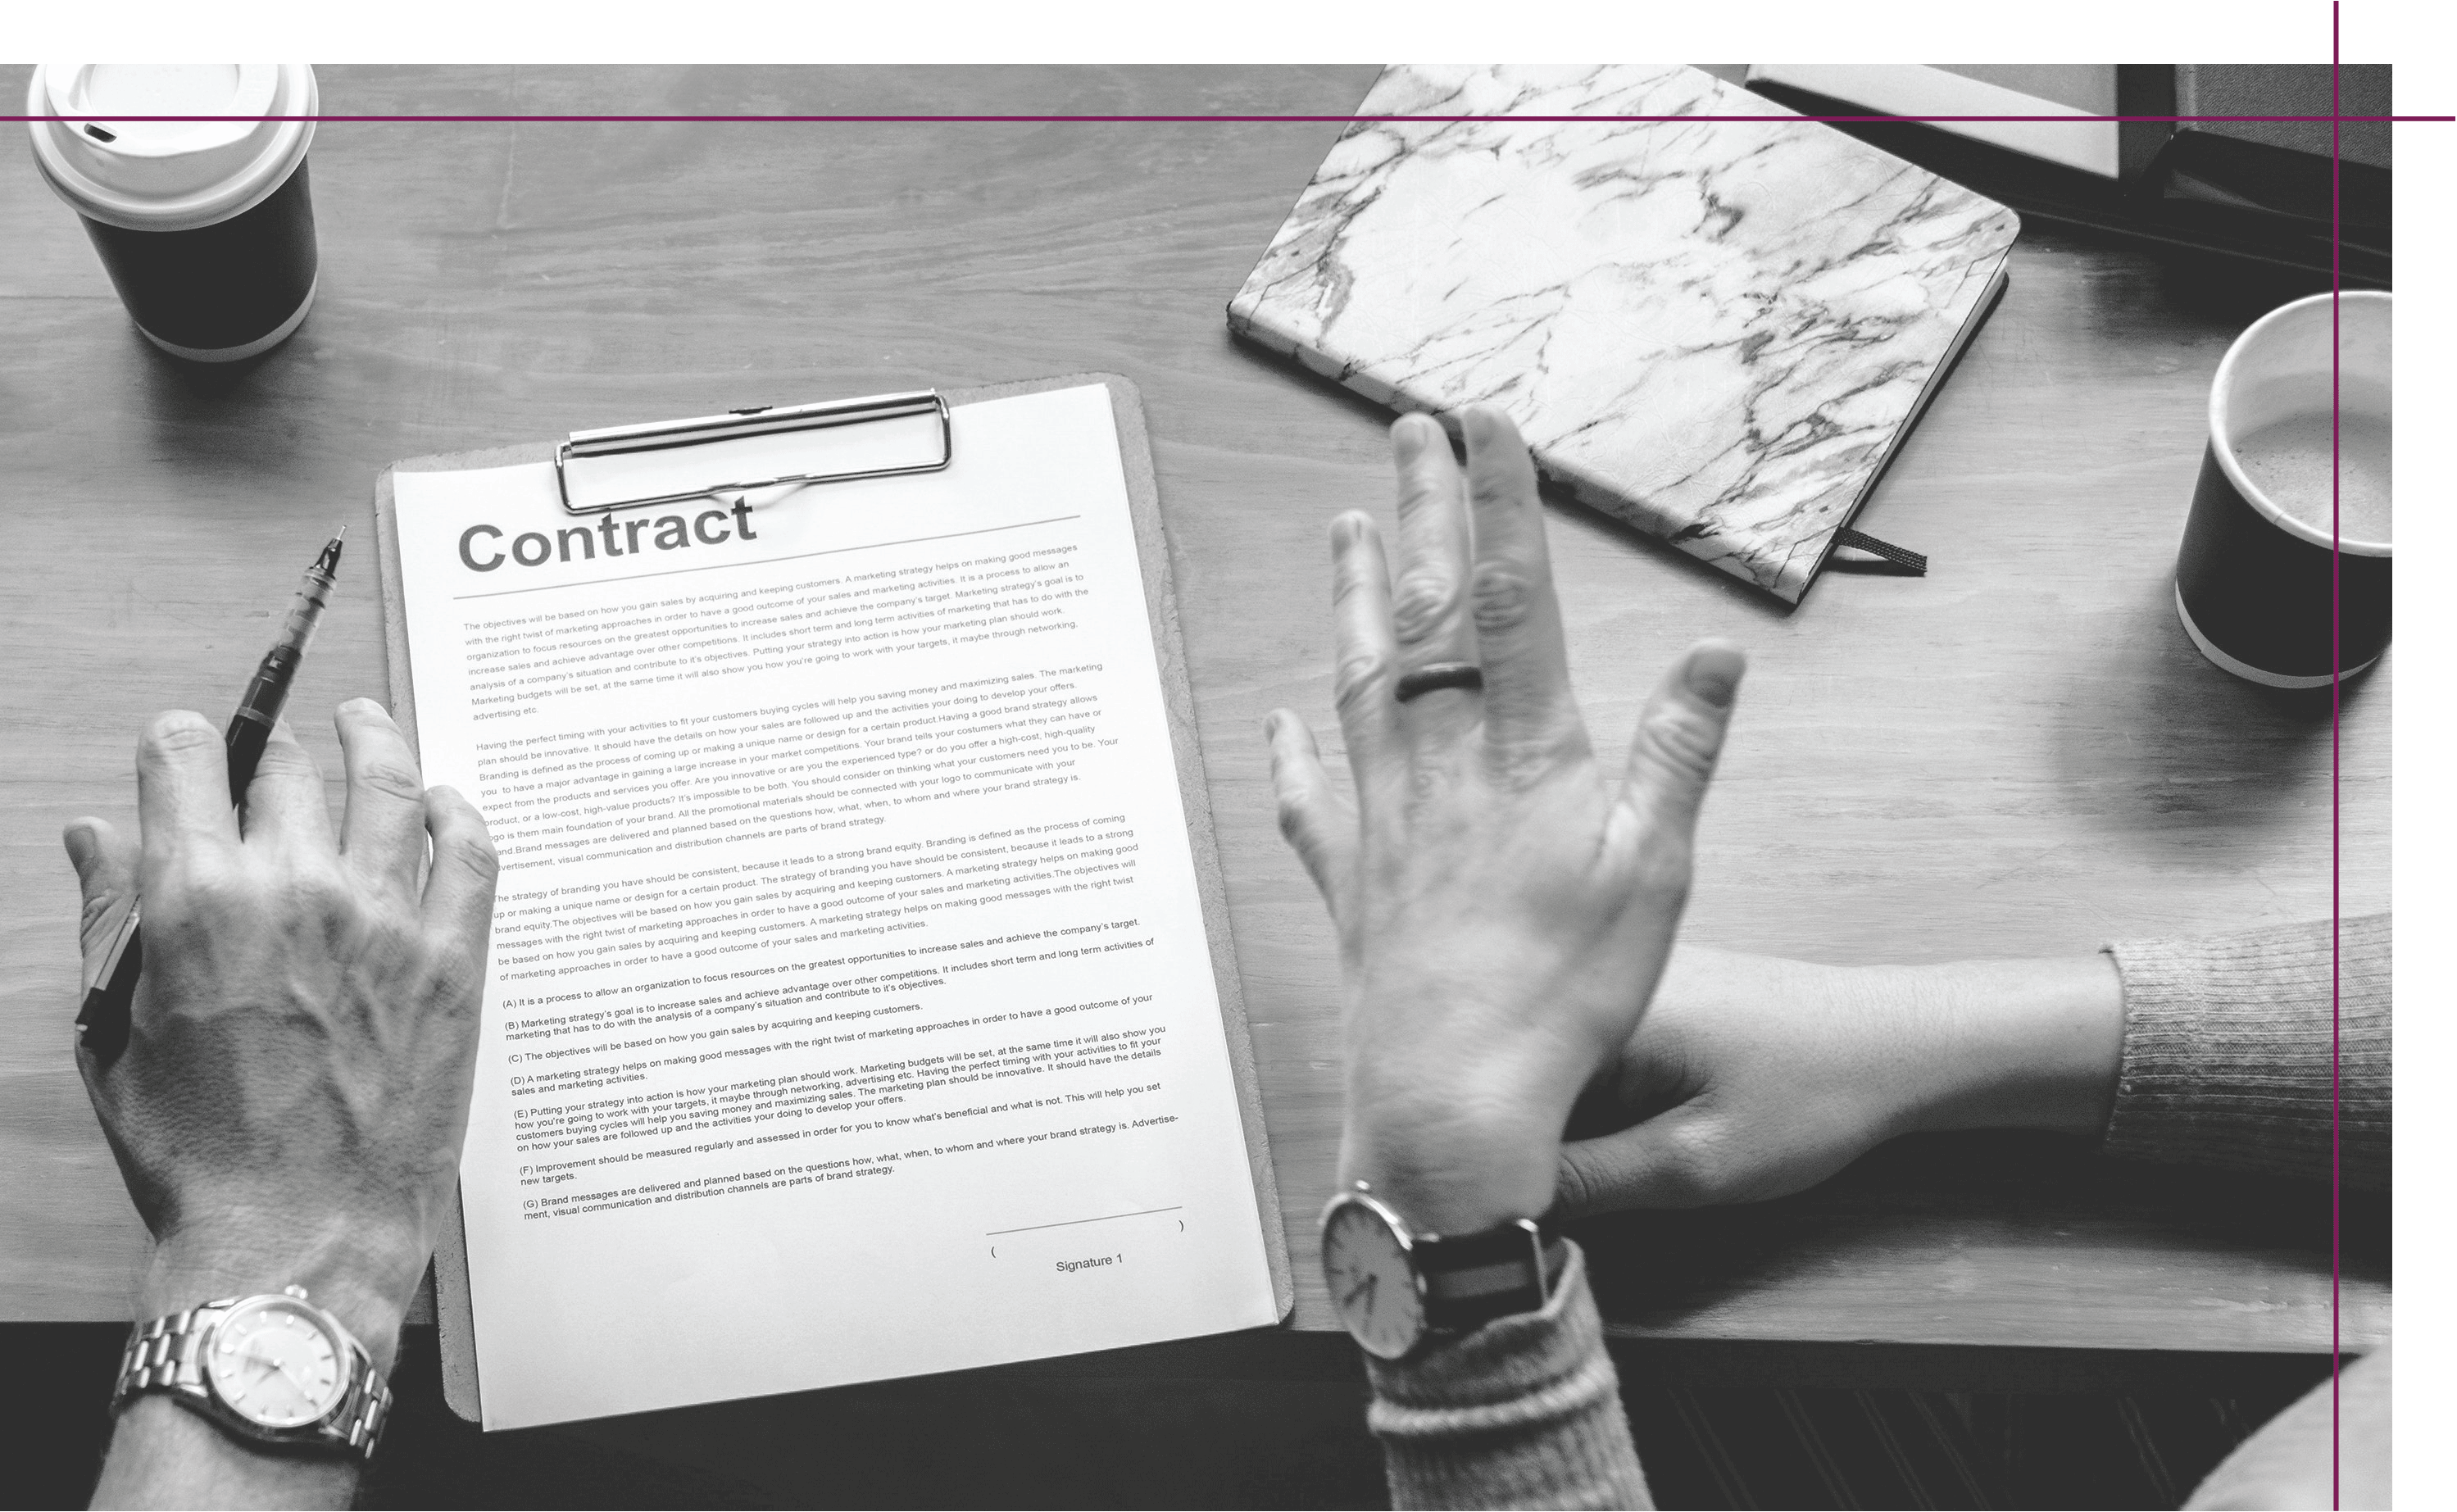 Contract
The objectives will be based on how you gain sales by acquiring and keeping customers. A marketing strategy helps on making good messages
with the right twist of marketing approaches in order to have a good outcome of your sales and marketing activities. It is a process to allow an
organization to focus resources on the greatest opportunities to increase sales and achieve the company's target. Marketing strategy's goal is to
increase sales and achieve advantage over other competitions. It includes short term and long term activities of marketing that has to do with the
analysis of a company's situation and contribute to it's objectives. Putting your strategy into action is how your marketing plan should work.
Marketing budgets will be set, at the same time it will also show you how you're going to work with your targets, it maybe through networking,
advertising etc.
Having the perfect timing with your activities to fit your customers buying cycles will help you saving money and maximizing sales. The marketing
plan should be innovative. It should have the details on how your sales are followed up and the activities your doing to develop your offers.
Branding is defined as the process of coming up or making a unique name or design for a certain product.Having a good brand strategy allows
you to have a major advantage in gaining a large increase in your market competitions. Your brand tells your costumers what they can have or
expect from the products and services you offer. Are you innovative or are you the experienced type? or do you offer a high-cost, high-quality
product, or a low-cost, high-value products? It's impossible to be both. You should consider on thinking what your customers need you to be. Your
ogo is them main foundation of your brand. All the promotional materials should be connected with your logo to communicate with your
and.Brand messages are delivered and planned based on the questions how, what, when, to whom and where your brand strategy is.
vertisement, visual communication and distribution channels are parts of brand strategy.
The strategy of branding you have should be consistent, because it leads to a strong brand equity. Branding is defined as the process of coming
up or making a unique name or design for a certain product. The strategy of branding you have should be consistent, because it leads to a strong
brand equity.The objectives will be based on how you gain sales by acquiring and keeping customers. A marketing strategy helps on making good
messages with the right twist of marketing approaches in order to have a good outcome of your sales and marketing activities.The objectives will
be based on how you gain sales by acquiring and keeping customers. A marketing strategy helps on making good messages with the right twist
of marketing approaches in order to have a good outcome of your sales and marketing activities.
(A) It is a process to allow an organization to focus resources on the greatest opportunities to increase sales and achieve the company's target.
(B) Marketing strategy's goal is to increase sales and achieve advantage over other competitions. It includes short term and long term activities of
marketing that has to do with the analysis of a company's situation and contribute to it's objectives.
(C) The objectives will be based on how you gain sales by acquiring and keeping customers.
(D) A marketing strategy helps on making good messages with the right twist of marketing approaches in order to have a good outcome of your
sales and marketing activities.
(E) Putting your strategy into action is how your marketing plan should work. Marketing budgets will be set, at the same time it will also show you
how you're going to work with your targets, it maybe through networking, advertising etc. Having the perfect timing with your activities to fit your
customers buying cycles will help you saving money and maximizing sales. The marketing plan should be innovative. It should have the details
on how your sales are followed up and the activities your doing to develop your offers.
(F) Improvement should be measured regularly and assessed in order for you to know what's beneficial and what is not. This will help you set
new targets.
(G) Brand messages are delivered and planned based on the questions how, what, when, to whom and where your brand strategy is. Advertise-
ment, visual communication and distribution channels are parts of brand strategy.
( )
Signature 1